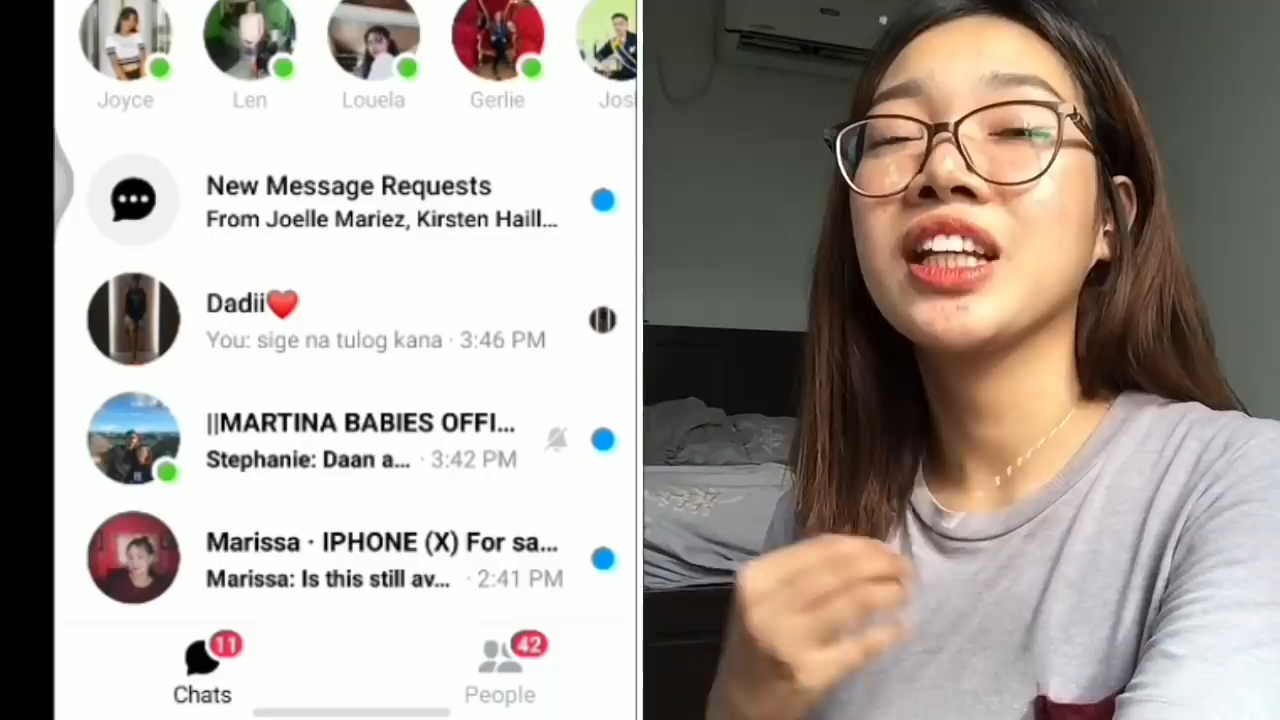 Joyce
Len
Louela
Gerlie
Josh
New Message Requests
From Joelle Mariez, Kirsten Haill...
Dadii❤️
You: sige na tulog kana · 3:46 PM
||MARTINA BABIES OFFI...
Stephanie: Daan a... · 3:42 PM
Marissa · IPHONE (X) For sa...
Marissa: Is this still av... · 2:41 PM
11
42
Chats
People